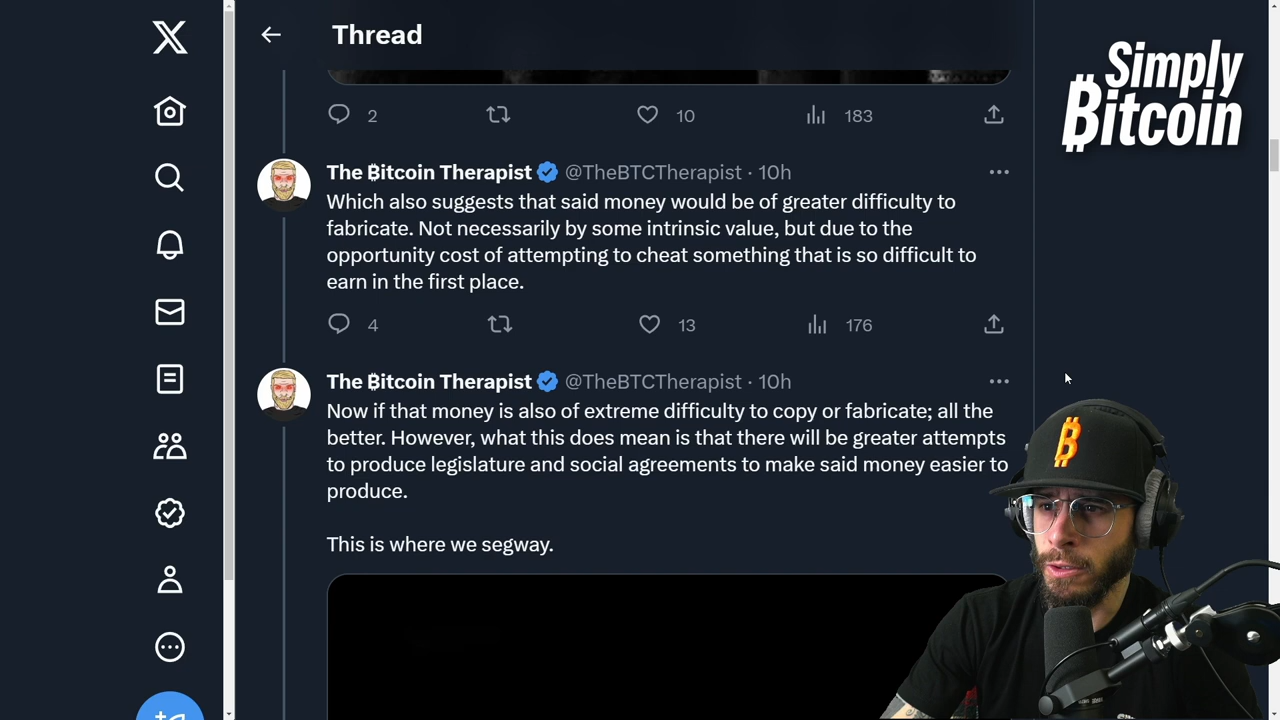 Thread
Simply
₿itcoin
2 10 183
The ₿itcoin Therapist @TheBTCTherapist · 10h
Which also suggests that said money would be of greater difficulty to
fabricate. Not necessarily by some intrinsic value, but due to the
opportunity cost of attempting to cheat something that is so difficult to
earn in the first place.
4 13 176
The ₿itcoin Therapist @TheBTCTherapist · 10h
Now if that money is also of extreme difficulty to copy or fabricate; all the
better. However, what this does mean is that there will be greater attempts
to produce legislature and social agreements to make said money easier to
produce.
This is where we segway.